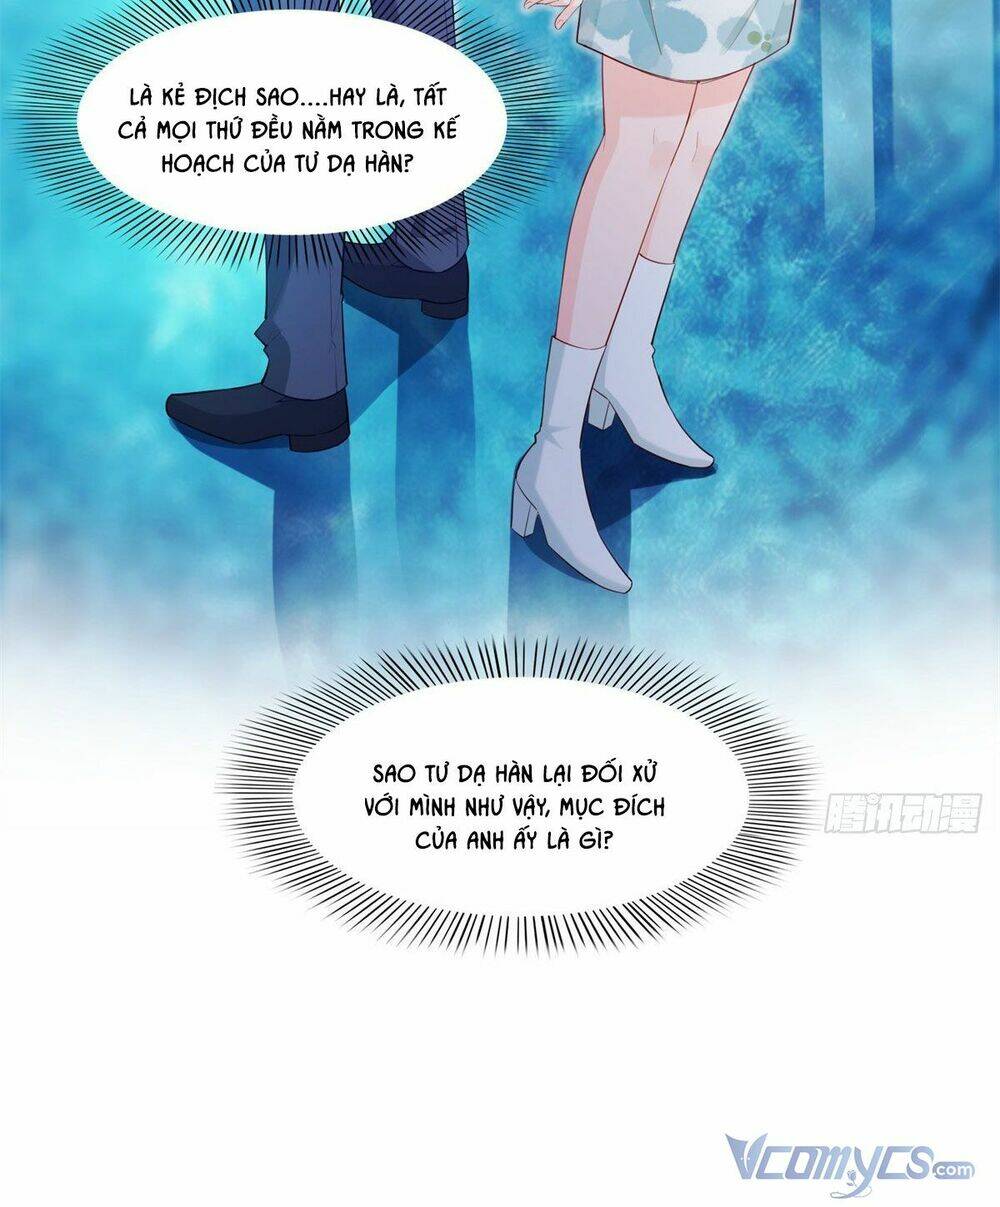 LÀ KẺ ĐỊCH SAO....HAY LÀ, TẤT
CẢ MỌI THỨ ĐỀU NẰM TRONG KẾ
HOẠCH CỦA TƯ DẠ HÀN?
SAO TƯ DẠ HÀN LẠI ĐỐI XỬ
VỚI MÌNH NHƯ VẬY, MỤC ĐÍCH
CỦA ANH ẤY LÀ GÌ?
腾讯动漫
VCOMYCS.com